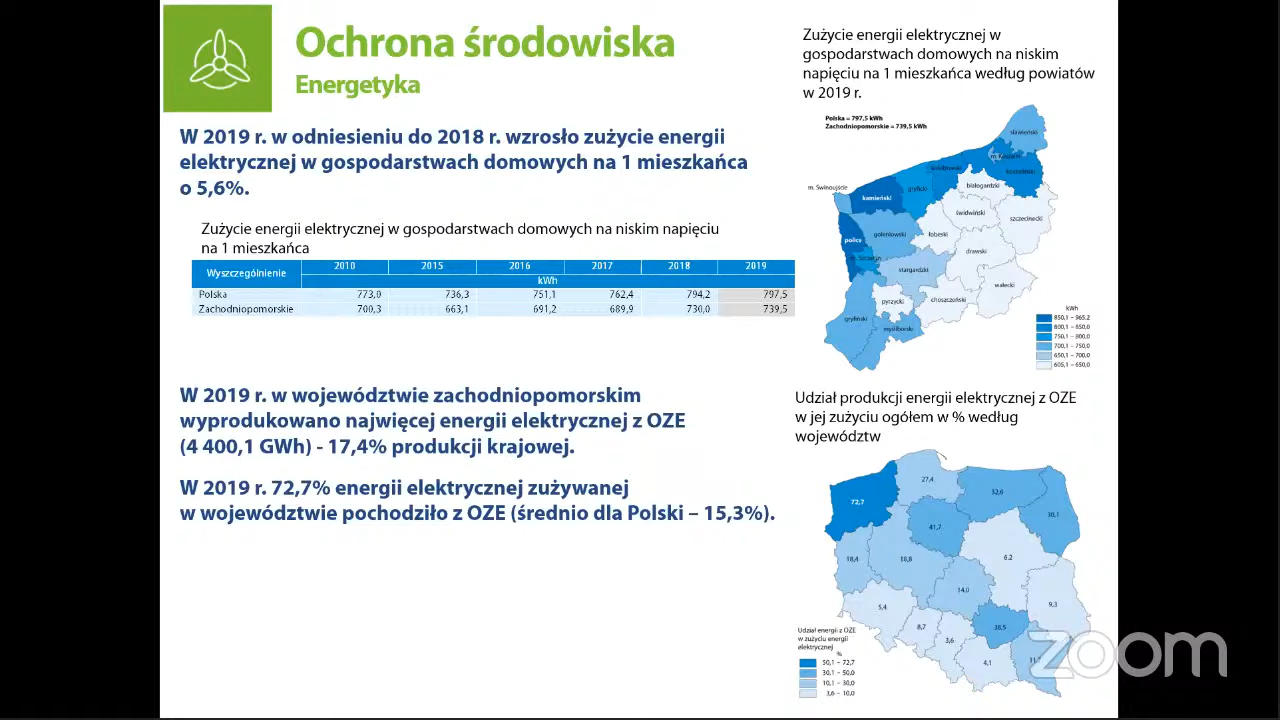 Ochrona środowiska
Energetyka
W 2019 r. w odniesieniu do 2018 r. wzrosło zużycie energii
elektrycznej w gospodarstwach domowych na 1 mieszkańca
o 5,6%.
Zużycie energii elektrycznej w gospodarstwach domowych na niskim napięciu
na 1 mieszkańca
Wyszczególnienie 2010 2015 2016 2017 2018 2019
kWh
Polska 773,0 736,3 751,1 762,4 794,2 797,5
Zachodniopomorskie 700,3 663,1 691,2 689,9 730,0 739,5
W 2019 r. w województwie zachodniopomorskim
wyprodukowano najwięcej energii elektrycznej z OZE
(4 400,1 GWh) - 17,4% produkcji krajowej.
W 2019 r. 72,7% energii elektrycznej zużywanej
w województwie pochodziło z OZE (średnio dla Polski – 15,3%).
Zużycie energii elektrycznej w
gospodarstwach domowych na niskim
napięciu na 1 mieszkańca według powiatów
w 2019 r.
Polska = 797,5 kWh
Zachodniopomorskie = 739,5 kWh
sławieński
m. Koszalin
koszaliński
białogardzki
m. Świnoujście
kamieński
gryficki
świdwiński
szczecinecki
police
goleniowski
łobeski
drawski
m. Szczecin
stargardzki
wałecki
pyrzycki
choszczeński
gryfiński
myśliborski
kWh
850,1 – 965,2
800,1 – 850,0
750,1 – 800,0
700,1 – 750,0
650,1 – 700,0
605,1 – 650,0
Udział produkcji energii elektrycznej z OZE
w jej zużyciu ogółem w % według
województw
27,4
72,7
32,6
30,1
41,7
18,4
18,8
6,2
14,0
5,4
9,3
8,7
38,5
3,6
4,1
Udział energii z OZE
w zużyciu energii
elektrycznej
%
50,1 – 72,7
30,1 – 50,0
10,1 – 30,0
3,6 – 10,0
zoom